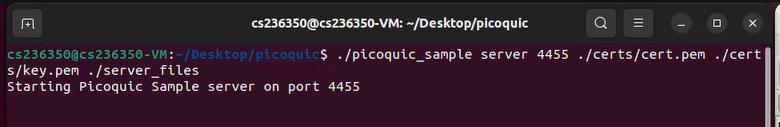 cs236350@cs236350-VM: ~/Desktop/picoquic
cs236350@cs236350-VM:~/Desktop/picoquic$ ./picoquic_sample server 4455 ./certs/cert.pem ./cert
s/key.pem ./server_files
Starting Picoquic Sample server on port 4455